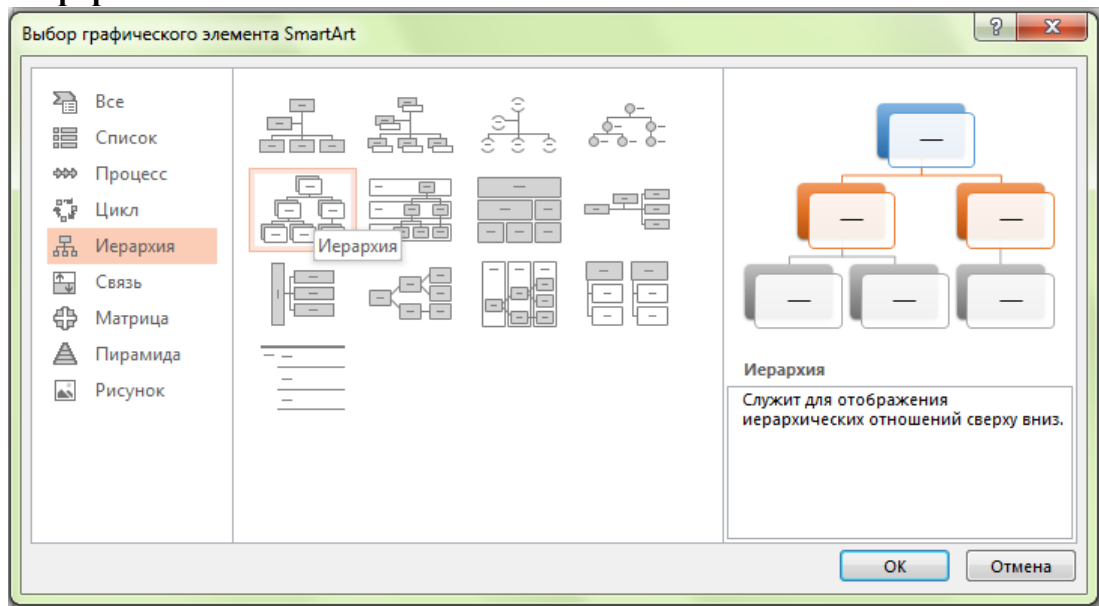 Выбор графического элемента SmartArt
Все
Список
Процесс
Цикл
Иерархия
Связь
Матрица
Пирамида
Рисунок
Иерархия
Иерархия
Служит для отображения
иерархических отношений сверху вниз.
ОК
Отмена